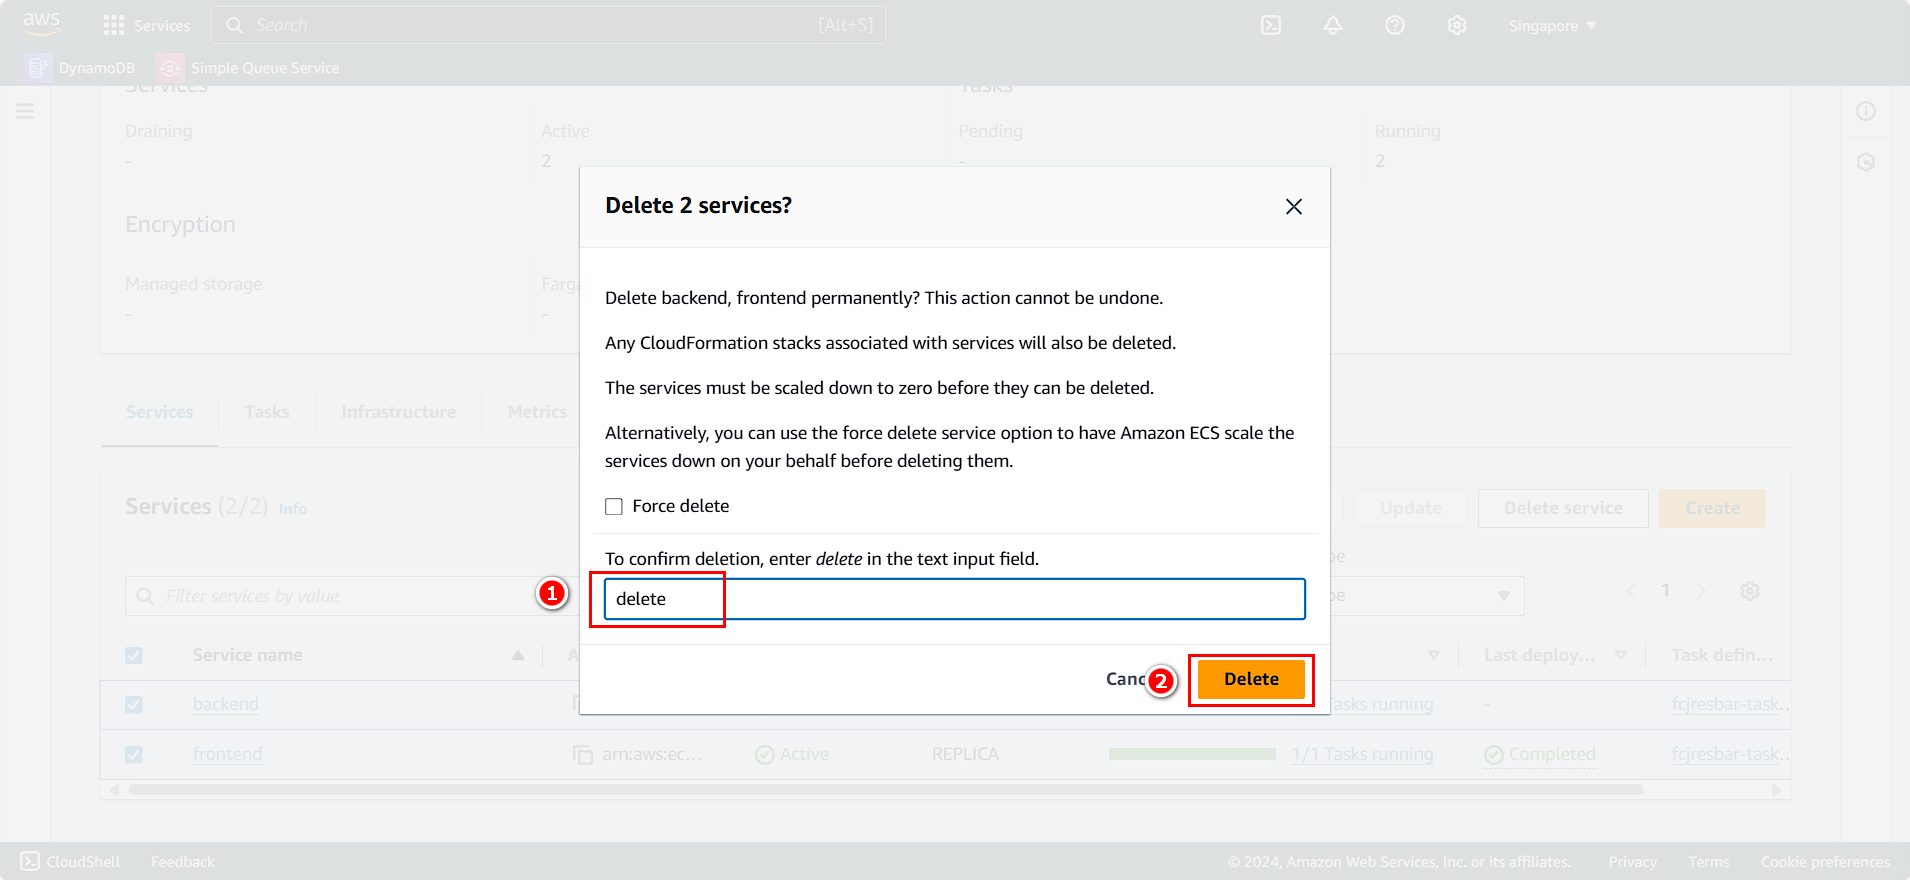 aws
Services
Search
[Alt+S]
Singapore
DynamoDB
Simple Queue Service
Services
Tasks
Draining
Active
Pending
Running
-
2
-
2
Encryption
Managed storage
-
-
Delete 2 services?
Delete backend, frontend permanently? This action cannot be undone.
Any CloudFormation stacks associated with services will also be deleted.
The services must be scaled down to zero before they can be deleted.
Alternatively, you can use the force delete service option to have Amazon ECS scale the
services down on your behalf before deleting them.
Force delete
To confirm deletion, enter delete in the text input field.
1
delete
Canc
2
Delete
Services
Tasks
Infrastructure
Metrics
Services (2/2) Info
Update
Delete service
Create
Filter services by value
1
Service name
Last deploy...
Task defin...
backend
Tasks running
-
fcjresbar-task...
frontend
arn:aws:ec...
Active
REPLICA
1/1 Tasks running
Completed
fcjresbar-task...
CloudShell
Feedback
© 2024, Amazon Web Services, Inc. or its affiliates.
Privacy
Terms
Cookie preferences